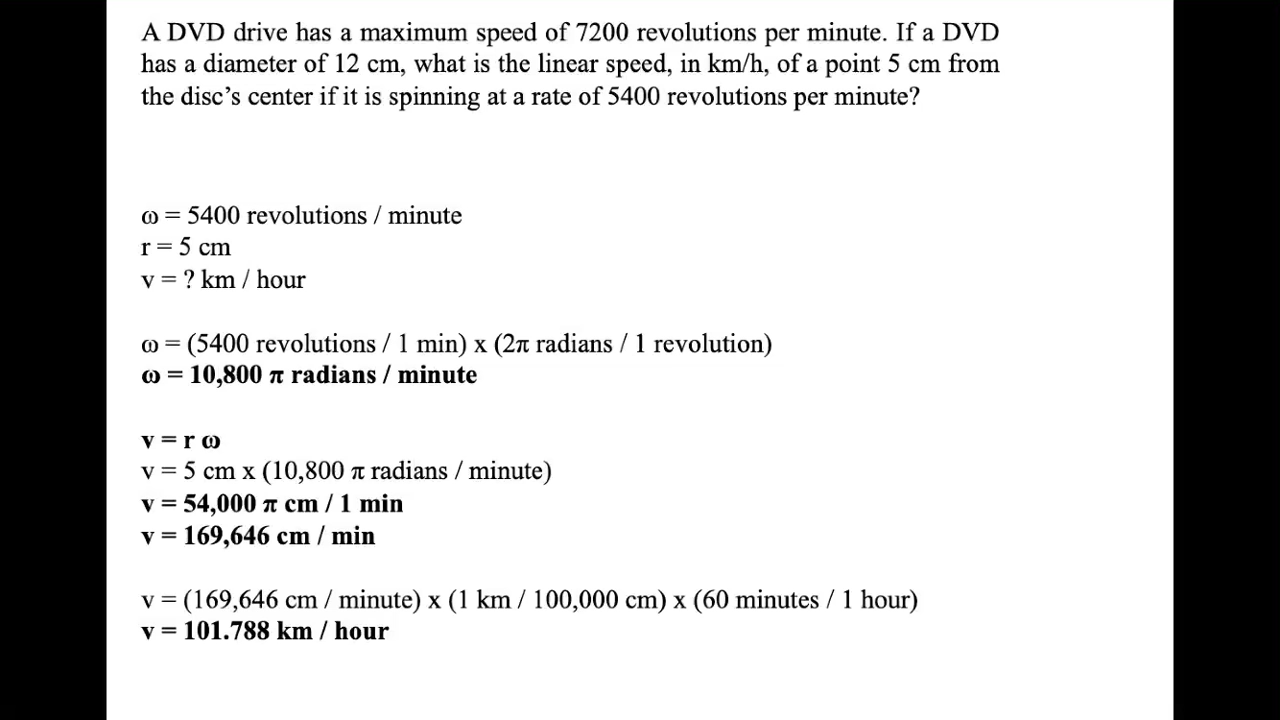 A DVD drive has a maximum speed of 7200 revolutions per minute. If a DVD
has a diameter of 12 cm, what is the linear speed, in km/h, of a point 5 cm from
the disc’s center if it is spinning at a rate of 5400 revolutions per minute?
ω = 5400 revolutions / minute
r = 5 cm
v = ? km / hour
ω = (5400 revolutions / 1 min) x (2π radians / 1 revolution)
ω = 10,800 π radians / minute
v = r ω
v = 5 cm x (10,800 π radians / minute)
v = 54,000 π cm / 1 min
v = 169,646 cm / min
v = (169,646 cm / minute) x (1 km / 100,000 cm) x (60 minutes / 1 hour)
v = 101.788 km / hour